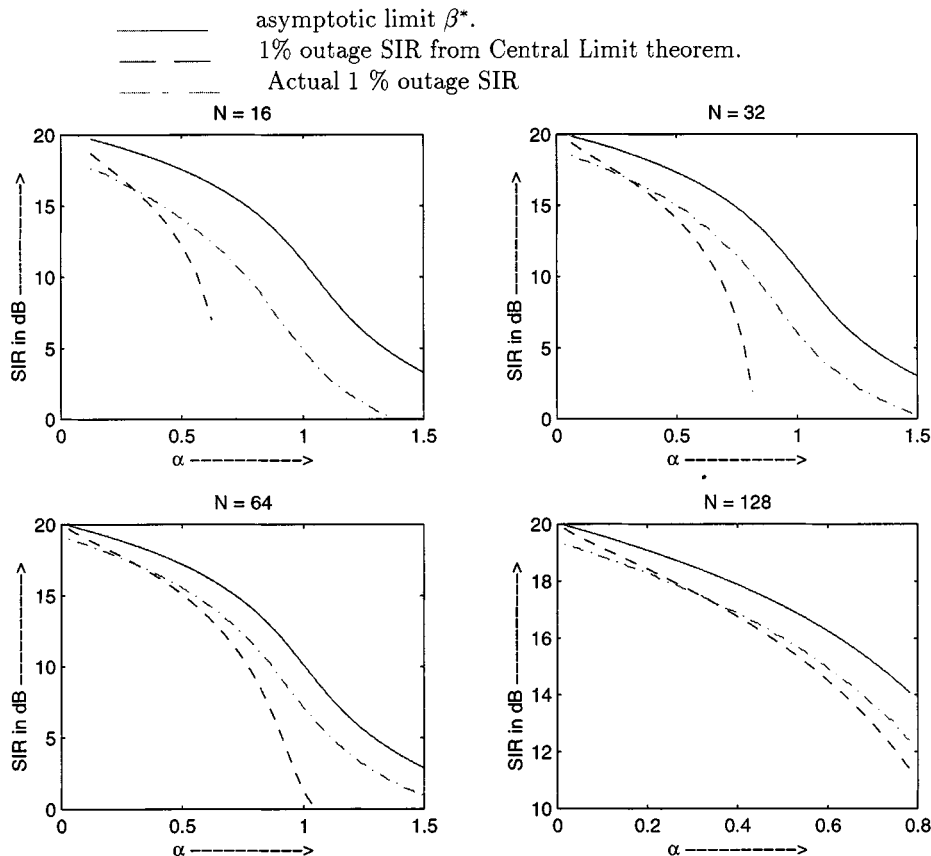 asymptotic limit β*.
1% outage SIR from Central Limit theorem.
Actual 1 % outage SIR
N = 16
20
15
10
5
0
0
0.5
1
1.5
SIR in dB ---------->
α ------------->
N = 32
20
15
10
5
0
0
0.5
1
1.5
SIR in dB ---------->
α ------------->
N = 64
20
15
10
5
0
0
0.5
1
1.5
SIR in dB ---------->
α ------------->
N = 128
20
18
16
14
12
10
0
0.2
0.4
0.6
0.8
SIR in dB ---------->
α ------------->